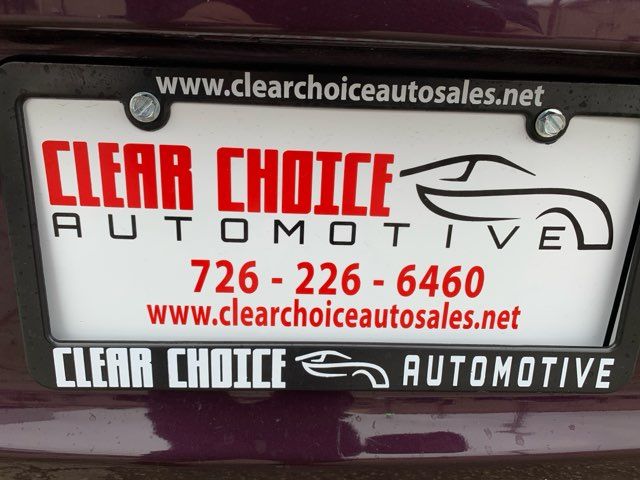 www.clearchoiceautosales.net
CLEAR CHOICE
AUTOMOTIVE
726 - 226 - 6460
www.clearchoiceautosales.net
CLEAR CHOICE AUTOMOTIVE